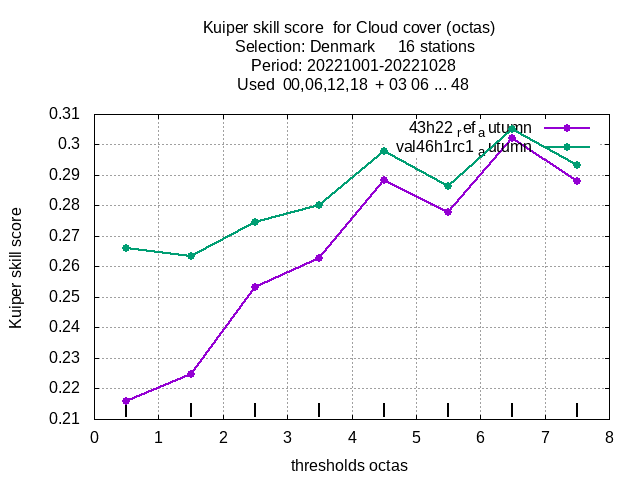 Kuiper skill score  for Cloud cover (octas)
Selection: Denmark     16 stations
Period: 20221001-20221028
Used  00,06,12,18  + 03 06 ... 48
43h22 ref autumn
val46h1rc1 autumn
0.31
0.3
0.29
0.28
0.27
0.26
0.25
0.24
0.23
0.22
0.21
Kuiper skill score
0 1 2 3 4 5 6 7 8
thresholds octas